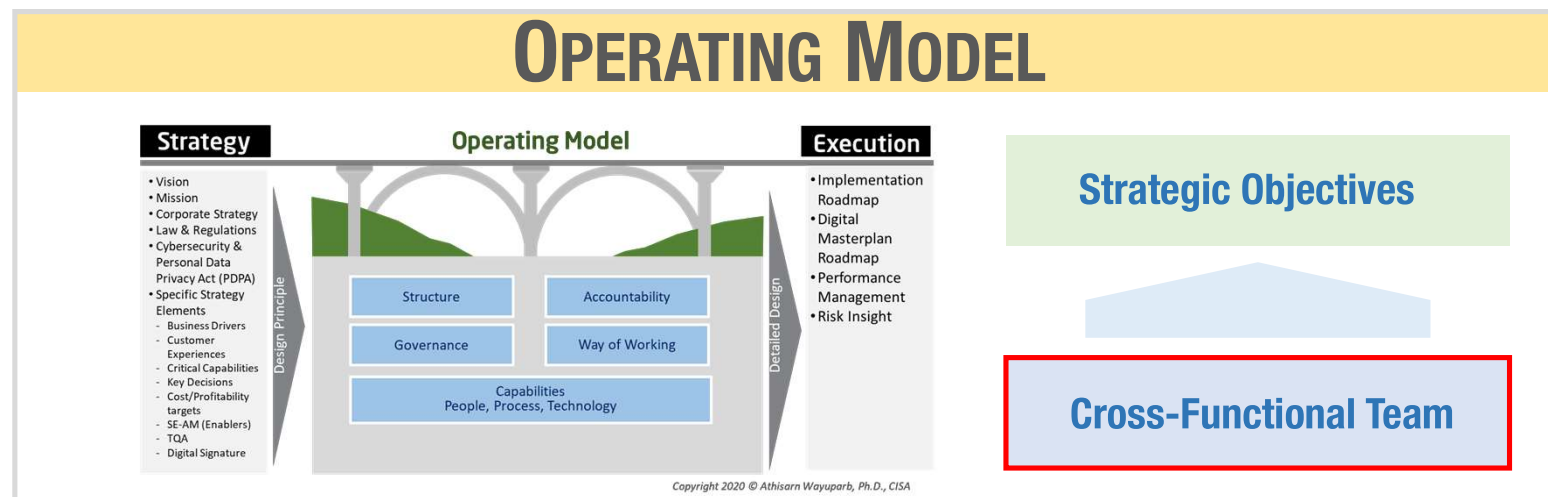 OPERATING MODEL
Strategy
• Vision
• Mission
• Corporate Strategy
• Law & Regulations
• Cybersecurity &
Personal Data
Privacy Act (PDPA)
• Specific Strategy
Elements
- Business Drivers
- Customer
Experiences
- Critical Capabilities
- Key Decisions
- Cost/Profitability
targets
- SE-AM (Enablers)
- TQA
- Digital Signature
Design Principle
Operating Model
Structure
Accountability
Governance
Way of Working
Capabilities
People, Process, Technology
Detailed Design
Execution
• Implementation
Roadmap
• Digital
Masterplan
Roadmap
• Performance
Management
• Risk Insight
Copyright 2020 © Athisarn Wayuparb, Ph.D., CISA
Strategic Objectives
Cross-Functional Team